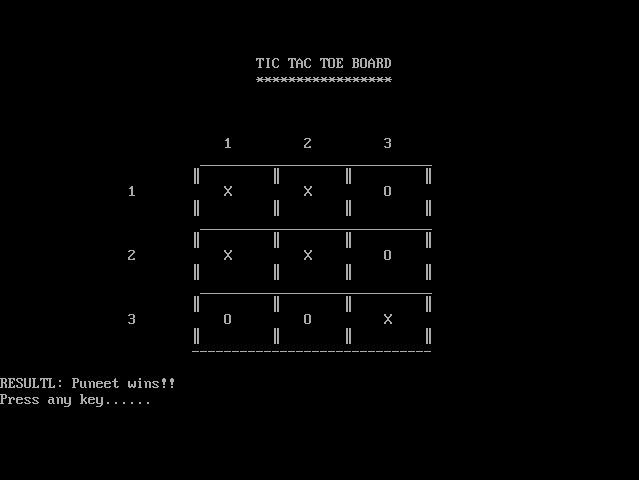 TIC TAC TOE BOARD
*****************
1 2 3
1 X X O
2 X X O
3 O O X
RESULTL: Puneet wins!!
Press any key......